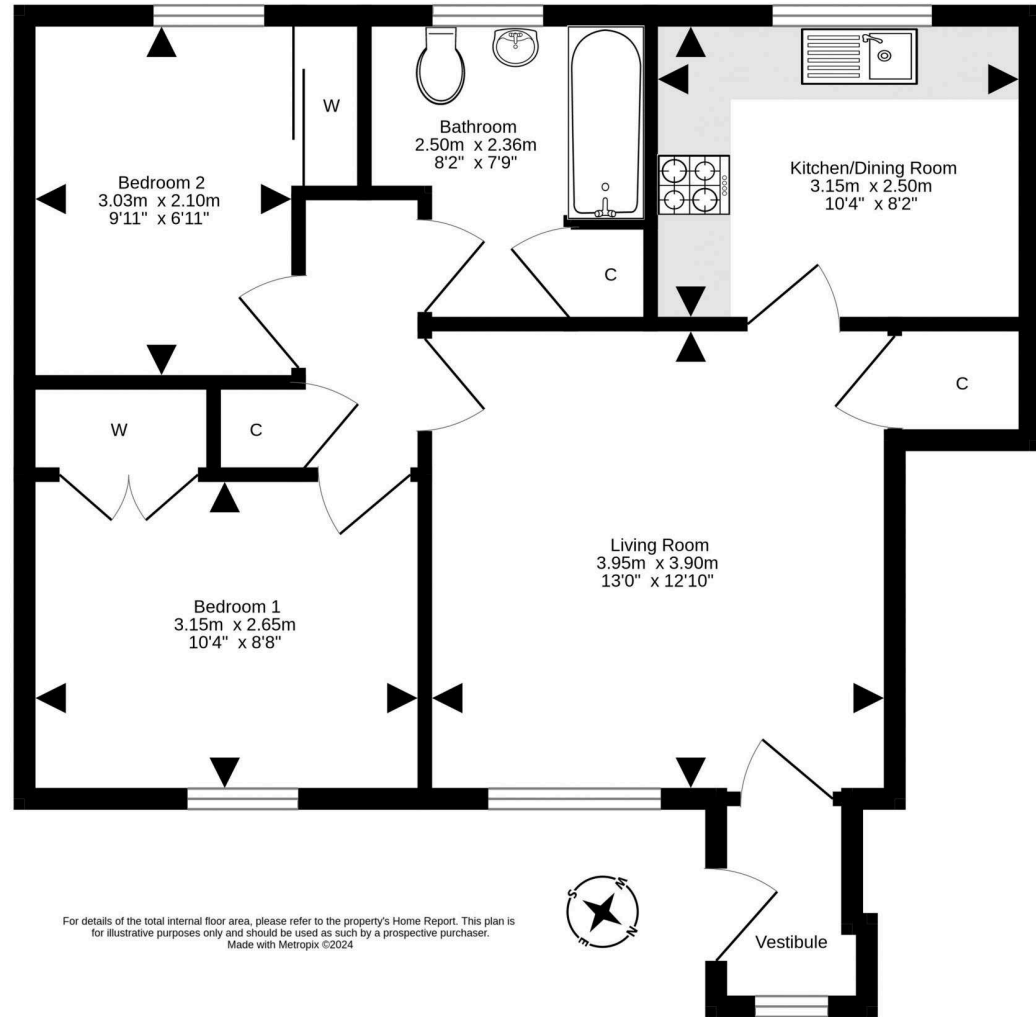 W
Bathroom
2.50m x 2.36m
8'2" x 7'9"
Kitchen/Dining Room
3.15m x 2.50m
10'4" x 8'2"
Bedroom 2
3.03m x 2.10m
9'11" x 6'11"
C
C
W
C
Living Room
3.95m x 3.90m
13'0" x 12'10"
Bedroom 1
3.15m x 2.65m
10'4" x 8'8"
For details of the total internal floor area, please refer to the property's Home Report. This plan is
for illustrative purposes only and should be used as such by a prospective purchaser.
Made with Metropix ©2024
S
W
N
E
Vestibule